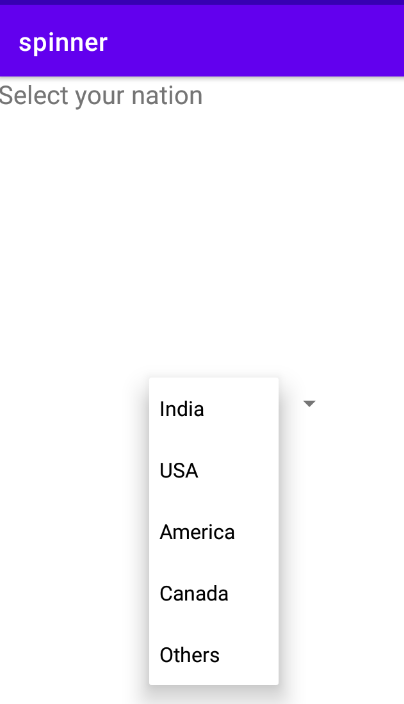 spinner
Select your nation
India
USA
America
Canada
Others